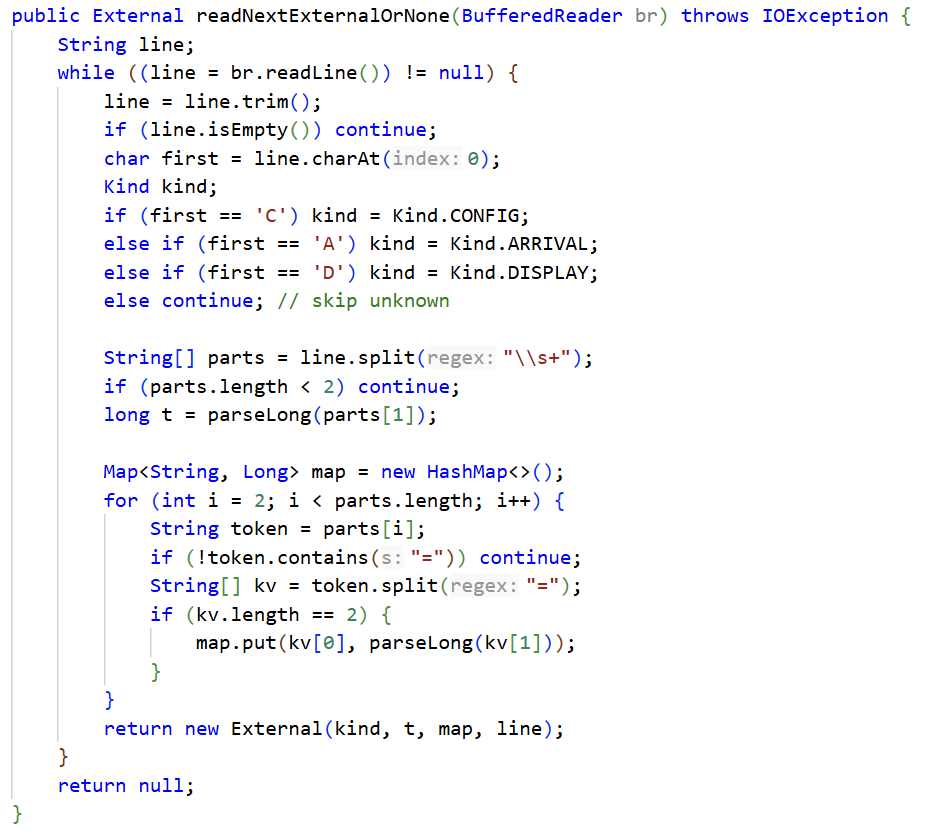 public External readNextExternalOrNone(BufferedReader br) throws IOException {
    String line;
    while ((line = br.readLine()) != null) {
        line = line.trim();
        if (line.isEmpty()) continue;
        char first = line.charAt(index: 0);
        Kind kind;
        if (first == 'C') kind = Kind.CONFIG;
        else if (first == 'A') kind = Kind.ARRIVAL;
        else if (first == 'D') kind = Kind.DISPLAY;
        else continue; // skip unknown

        String[] parts = line.split(regex: "\\s+");
        if (parts.length < 2) continue;
        long t = parseLong(parts[1]);

        Map<String, Long> map = new HashMap<>();
        for (int i = 2; i < parts.length; i++) {
            String token = parts[i];
            if (!token.contains(s: "=")) continue;
            String[] kv = token.split(regex: "=");
            if (kv.length == 2) {
                map.put(kv[0], parseLong(kv[1]));
            }
        }
        return new External(kind, t, map, line);
    }
    return null;
}